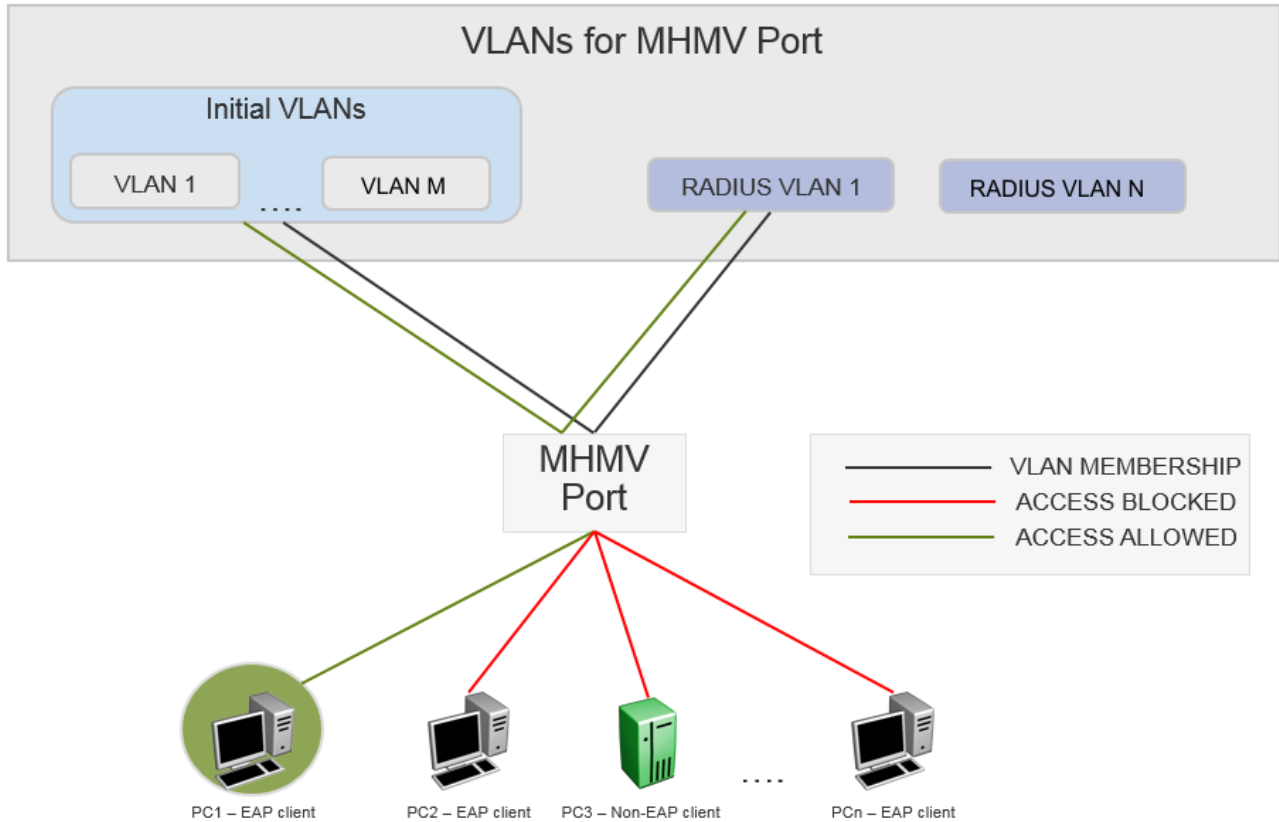 VLANs for MHMV Port
Initial VLANs
VLAN 1
....
VLAN M
RADIUS VLAN 1
RADIUS VLAN N
MHMV
Port
VLAN MEMBERSHIP
ACCESS BLOCKED
ACCESS ALLOWED
....
PC1 – EAP client
PC2 – EAP client
PC3 – Non-EAP client
PCn – EAP client